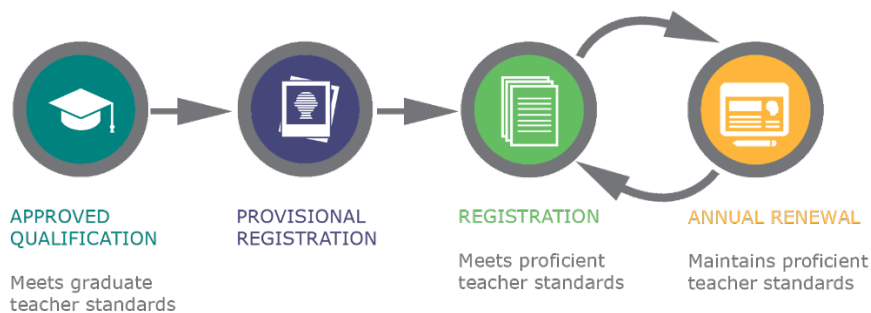 APPROVED
QUALIFICATION
Meets graduate
teacher standards
PROVISIONAL
REGISTRATION
REGISTRATION
Meets proficient
teacher standards
ANNUAL RENEWAL
Maintains proficient
teacher standards